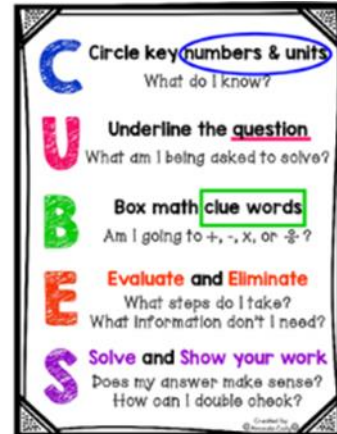 C Circle key numbers & units
What do I know?
U Underline the question
What am I being asked to solve?
B Box math clue words
Am I going to +, -, x, or ÷?
E Evaluate and Eliminate
What steps do I take?
What information don't I need?
S Solve and Show your work
Does my answer make sense?
How can I double check?
Created by